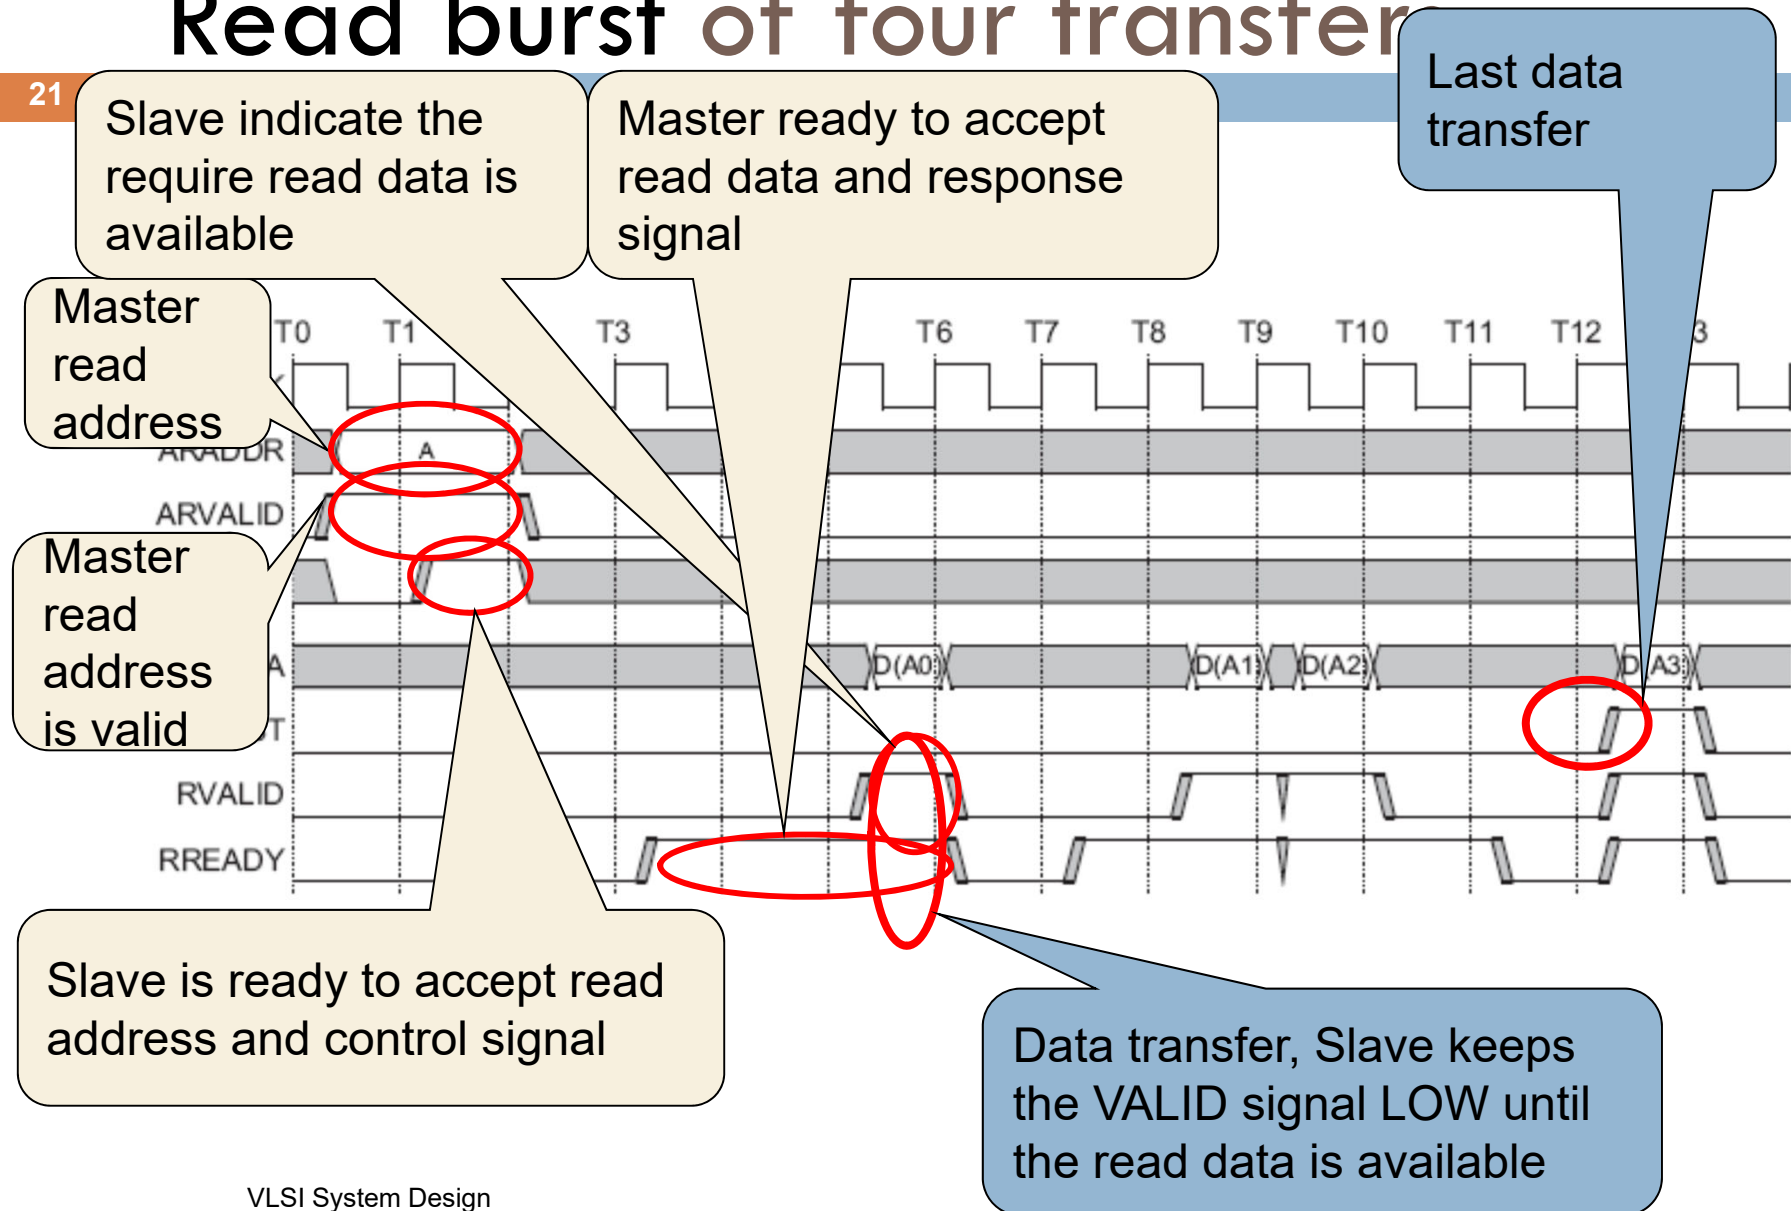 Read burst of four transfers
21
Slave indicate the
require read data is
available
Master ready to accept
read data and response
signal
Last data
transfer
Master
read
address
T0 T1 T3 T6 T7 T8 T9 T10 T11 T12 3
ARADDR A
ARVALID
Master
read
address
is valid
A D(A0) D(A1) D(A2) D(A3)
T
RVALID
RREADY
Slave is ready to accept read
address and control signal
Data transfer, Slave keeps
the VALID signal LOW until
the read data is available
VLSI System Design